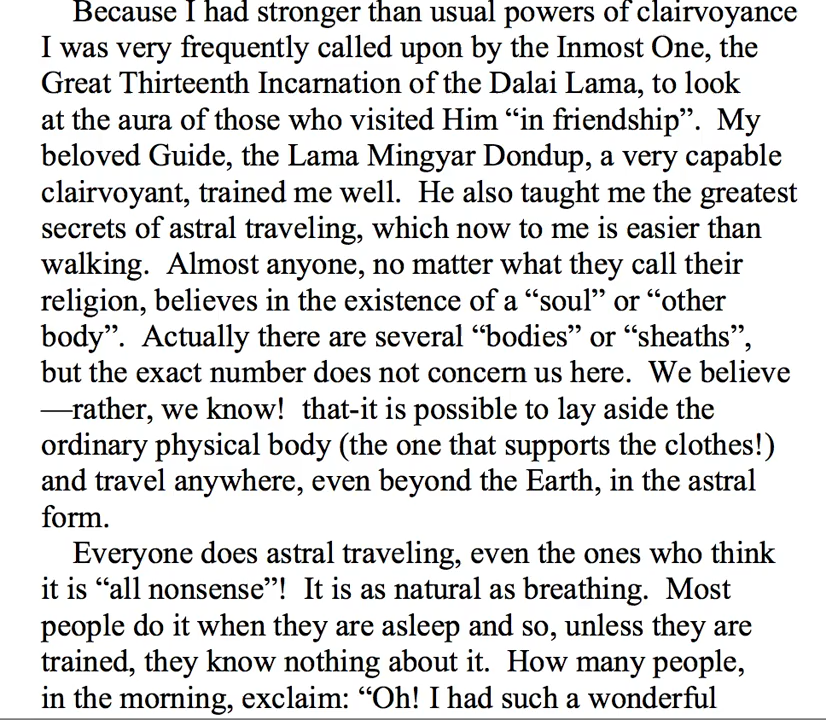 Because I had stronger than usual powers of clairvoyance
I was very frequently called upon by the Inmost One, the
Great Thirteenth Incarnation of the Dalai Lama, to look
at the aura of those who visited Him “in friendship”.  My
beloved Guide, the Lama Mingyar Dondup, a very capable
clairvoyant, trained me well.  He also taught me the greatest
secrets of astral traveling, which now to me is easier than
walking.  Almost anyone, no matter what they call their
religion, believes in the existence of a “soul” or “other
body”.  Actually there are several “bodies” or “sheaths”,
but the exact number does not concern us here.  We believe
—rather, we know!  that-it is possible to lay aside the
ordinary physical body (the one that supports the clothes!)
and travel anywhere, even beyond the Earth, in the astral
form.
Everyone does astral traveling, even the ones who think
it is “all nonsense”!  It is as natural as breathing.  Most
people do it when they are asleep and so, unless they are
trained, they know nothing about it.  How many people,
in the morning, exclaim: “Oh! I had such a wonderful